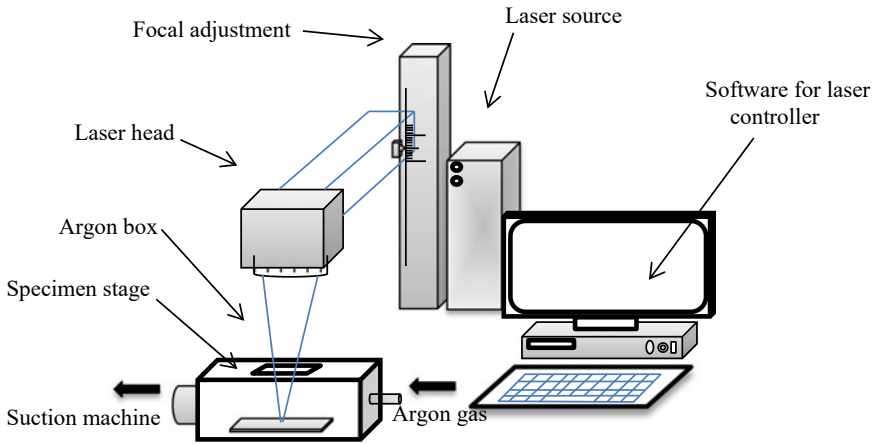 Laser source
Focal adjustment
Software for laser
controller
Laser head
Argon box
Specimen stage
Suction machine
Argon gas